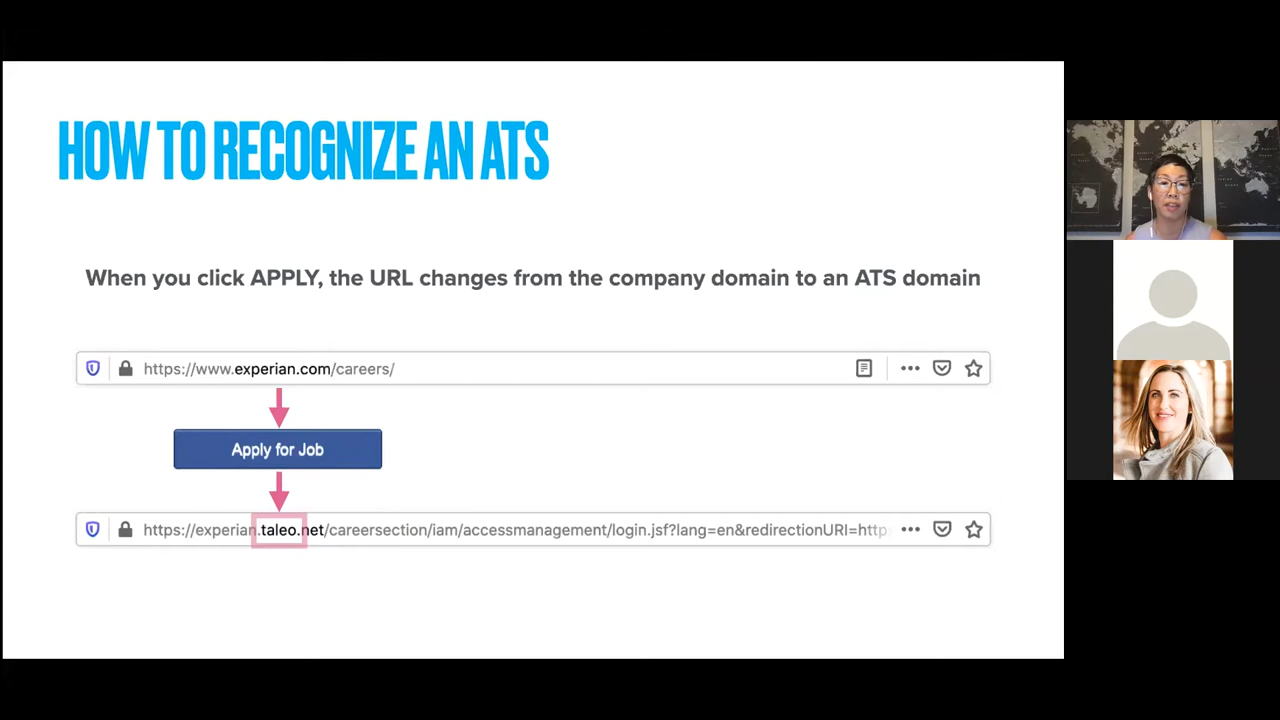 HOW TO RECOGNIZE AN ATS
When you click APPLY, the URL changes from the company domain to an ATS domain
https://www.experian.com/careers/
Apply for Job
https://experian.taleo.net/careersection/iam/accessmanagement/login.jsf?lang=en&redirectionURI=https